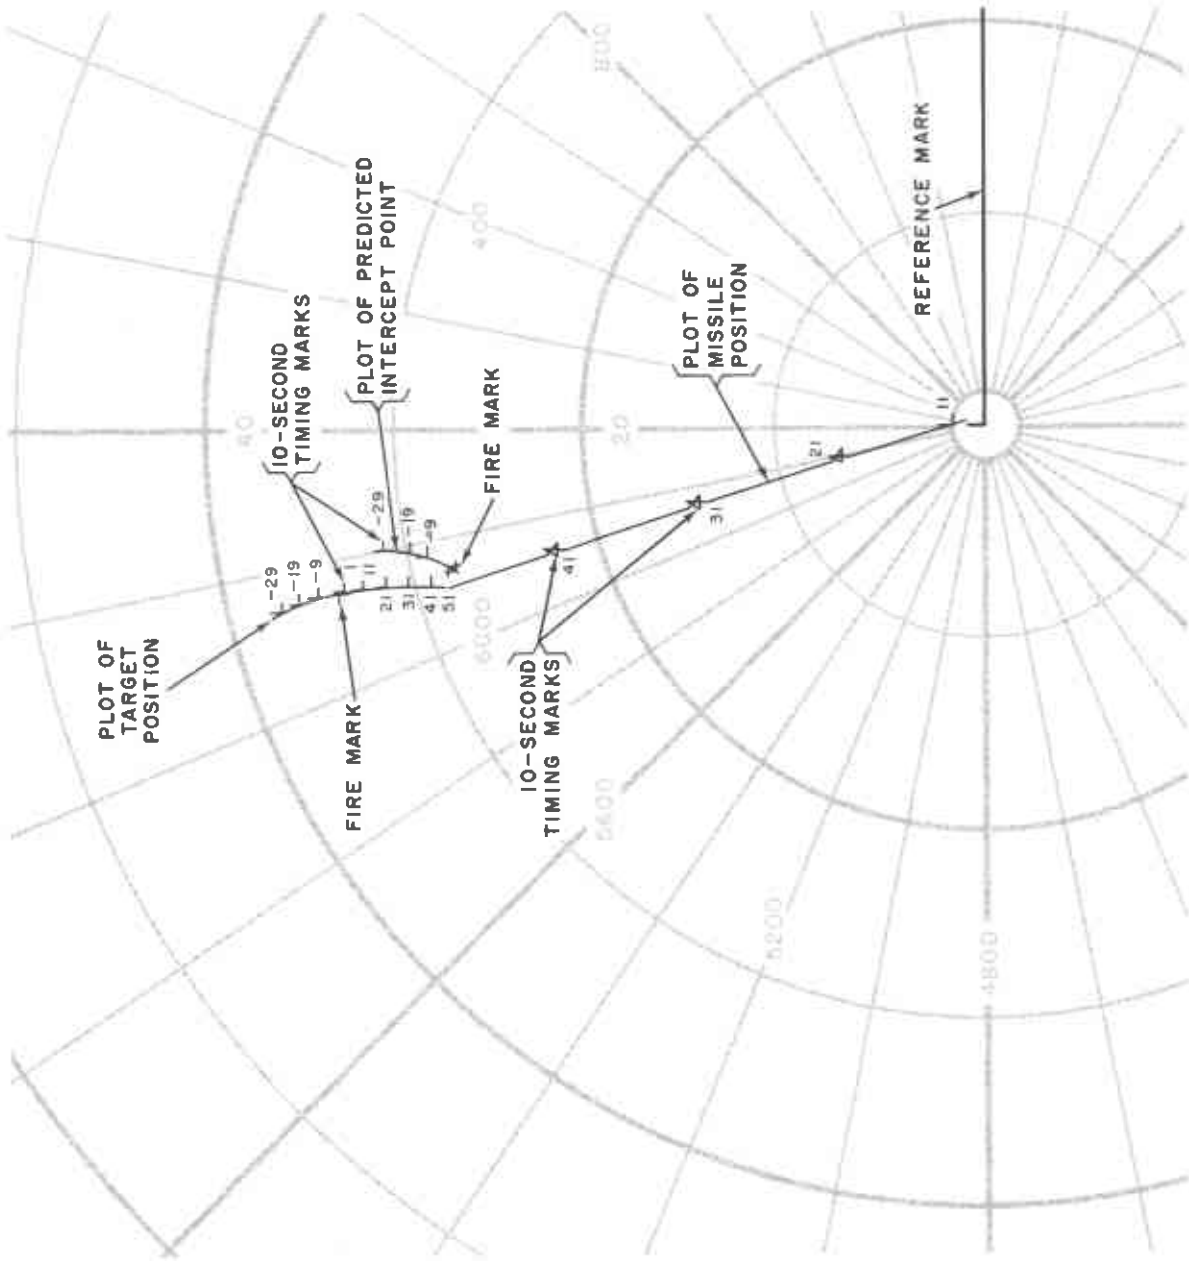 PLOT OF
TARGET
POSITION
-29
-19
-9
1
11
21
31
41
51
FIRE MARK
10-SECOND
TIMING MARKS
PLOT OF PREDICTED
INTERCEPT POINT
-29
-19
-9
FIRE MARK
10-SECOND
TIMING MARKS
41
31
21
11
PLOT OF
MISSILE
POSITION
REFERENCE MARK
40
20
800
400
6000
5600
5200
4800